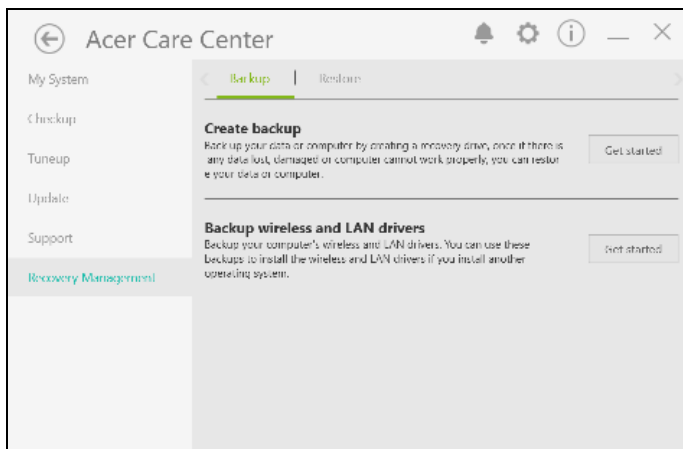 Acer Care Center
My System
Checkup
Tuneup
Update
Support
Recovery Management
Backup | Restore
Create backup
Back up your data or computer by creating a recovery drive, once if there is
any data lost, damaged or computer cannot work properly, you can restor
e your data or computer.
Get started
Backup wireless and LAN drivers
Backup your computer's wireless and LAN drivers. You can use these
backups to install the wireless and LAN drivers if you install another
operating system.
Get started